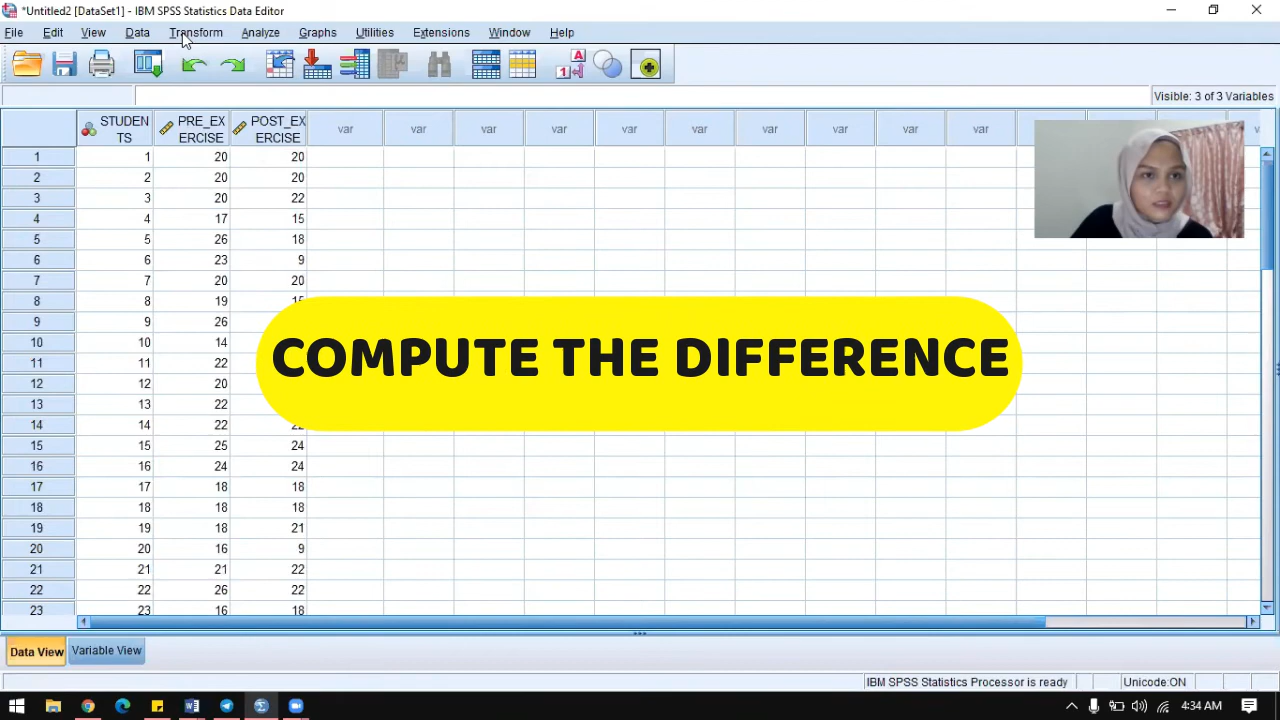 *Untitled2 [DataSet1] - IBM SPSS Statistics Data Editor
File Edit View Data Transform Analyze Graphs Utilities Extensions Window Help
Visible: 3 of 3 Variables
STUDEN
TS
PRE_EX
ERCISE
POST_EX
ERCISE
var var var var var var var var var var
1 1 20 20
2 2 20 20
3 3 20 22
4 4 17 15
5 5 26 18
6 6 23 9
7 7 20 20
8 8 19
9 9 26
10 10 14
11 11 22
12 12 20
13 13 22
14 14 22
15 15 25 24
16 16 24 24
17 17 18 18
18 18 18 18
19 19 18 21
20 20 16 9
21 21 21 22
22 22 26 22
23 23 16 18
COMPUTE THE DIFFERENCE
Data View Variable View
IBM SPSS Statistics Processor is ready Unicode:ON
4:34 AM